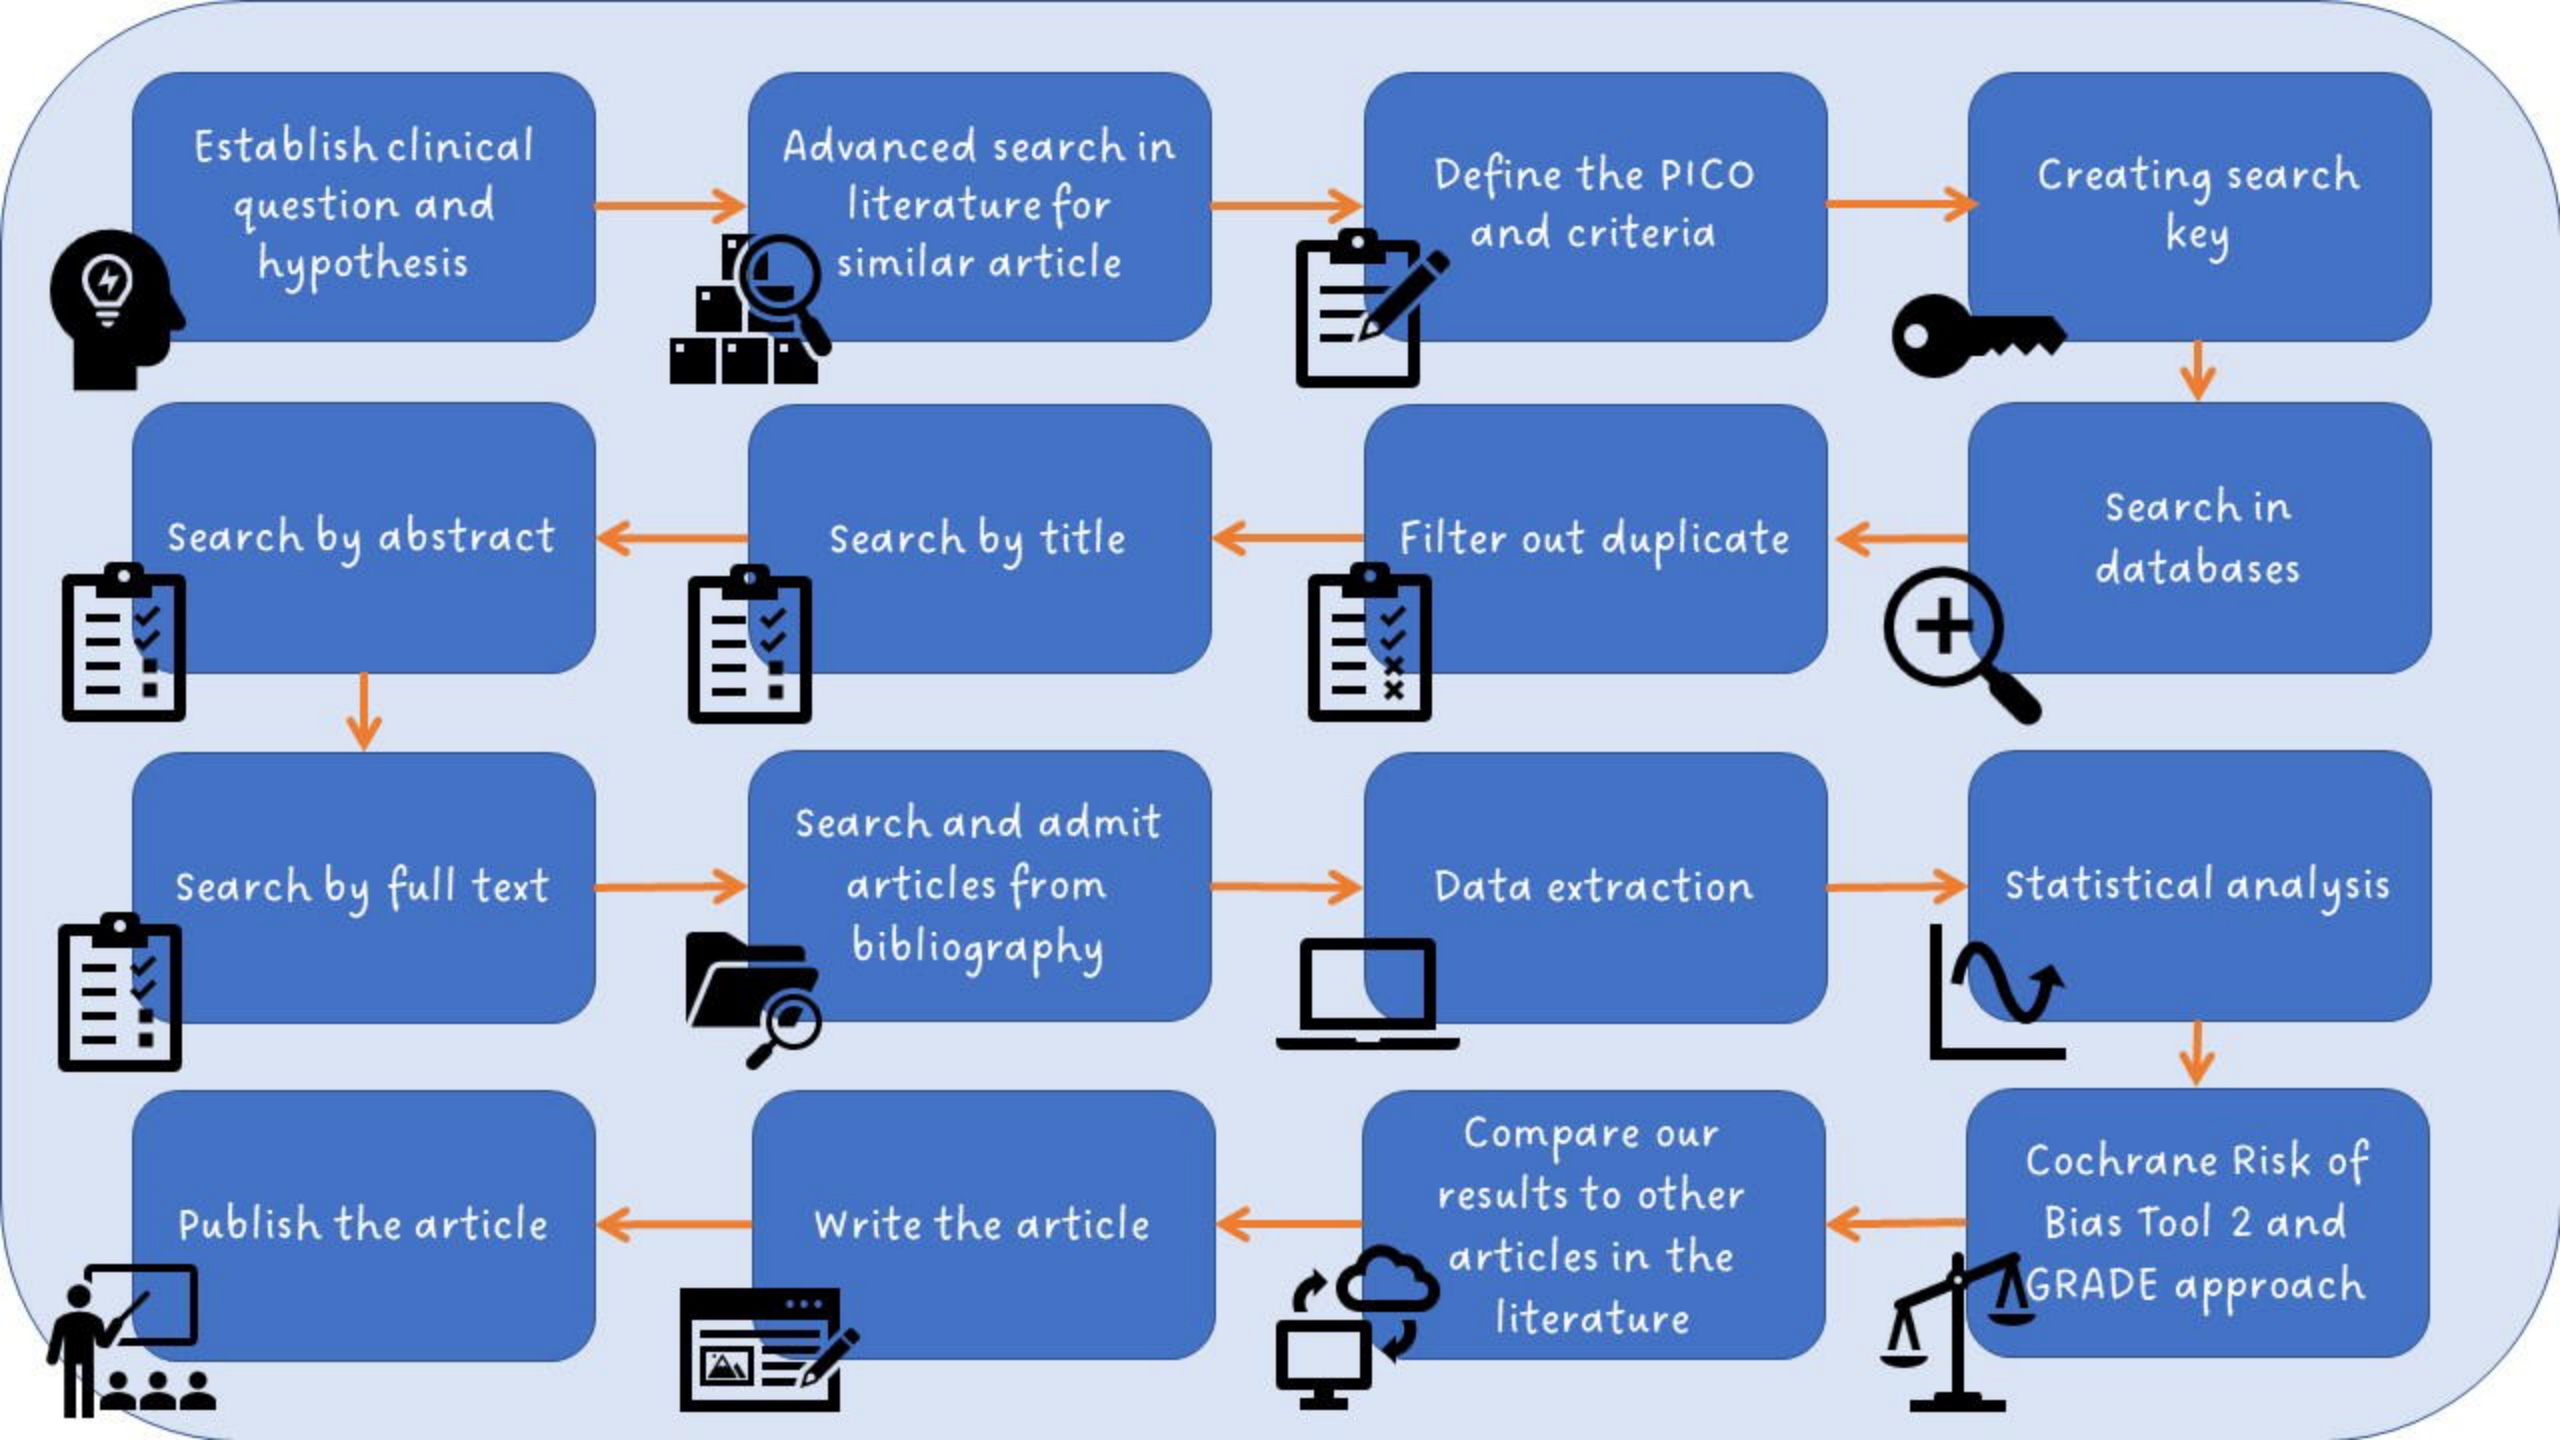 Establish clinical
question and
hypothesis
Advanced search in
literature for
similar article
Define the PICO
and criteria
Creating search
key
Search in
databases
Filter out duplicate
Search by title
Search by abstract
Search by full text
Search and admit
articles from
bibliography
Data extraction
Statistical analysis
Cochrane Risk of
Bias Tool 2 and
GRADE approach
Compare our
results to other
articles in the
literature
Write the article
Publish the article